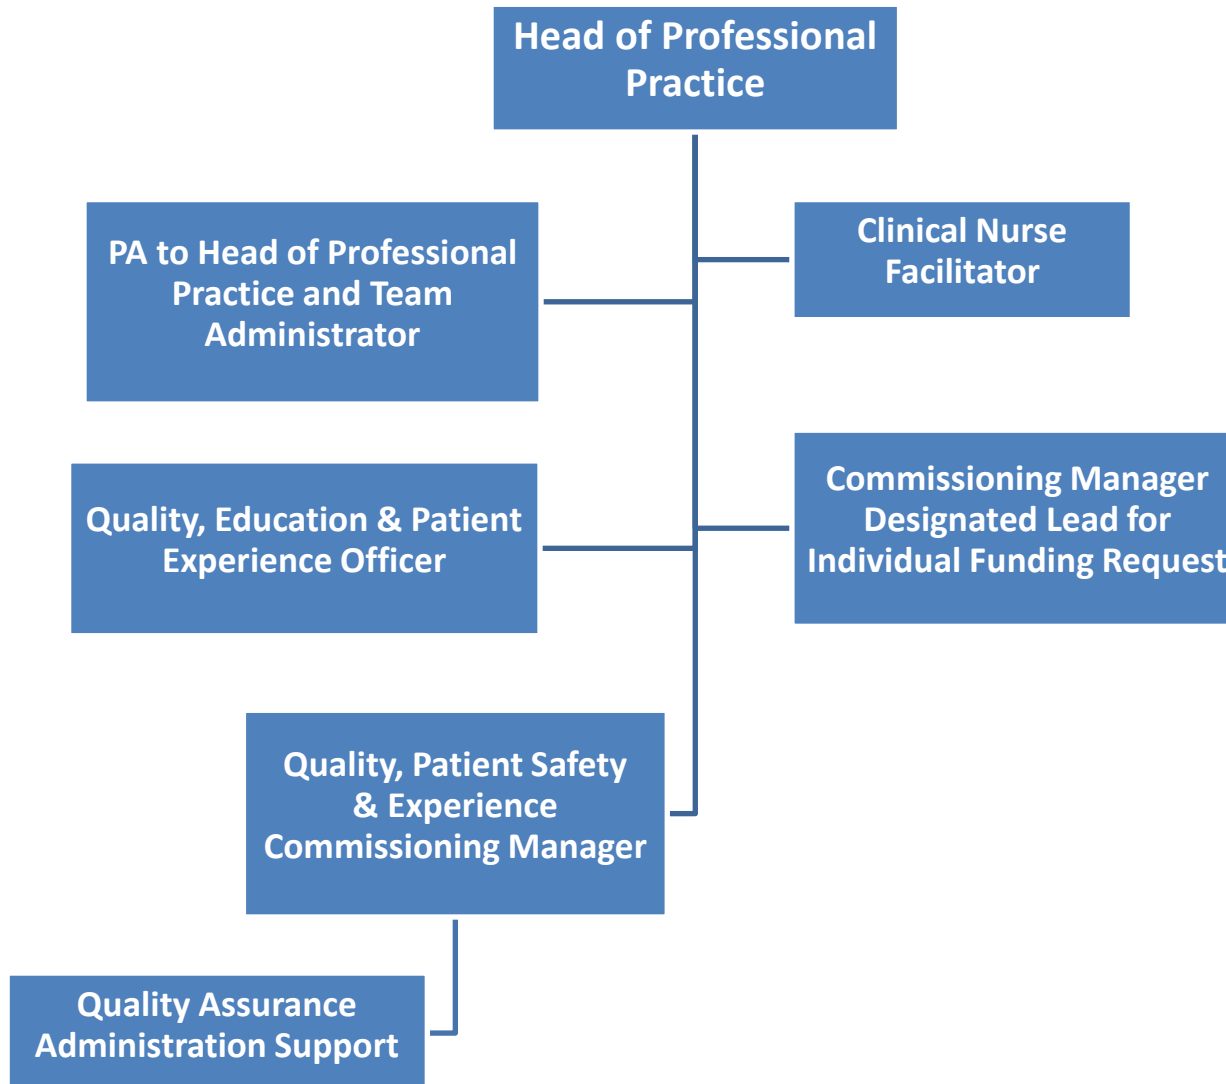 Head of Professional
Practice
PA to Head of Professional
Practice and Team
Administrator
Clinical Nurse
Facilitator
Quality, Education & Patient
Experience Officer
Commissioning Manager
Designated Lead for
Individual Funding Request
Quality, Patient Safety
& Experience
Commissioning Manager
Quality Assurance
Administration Support